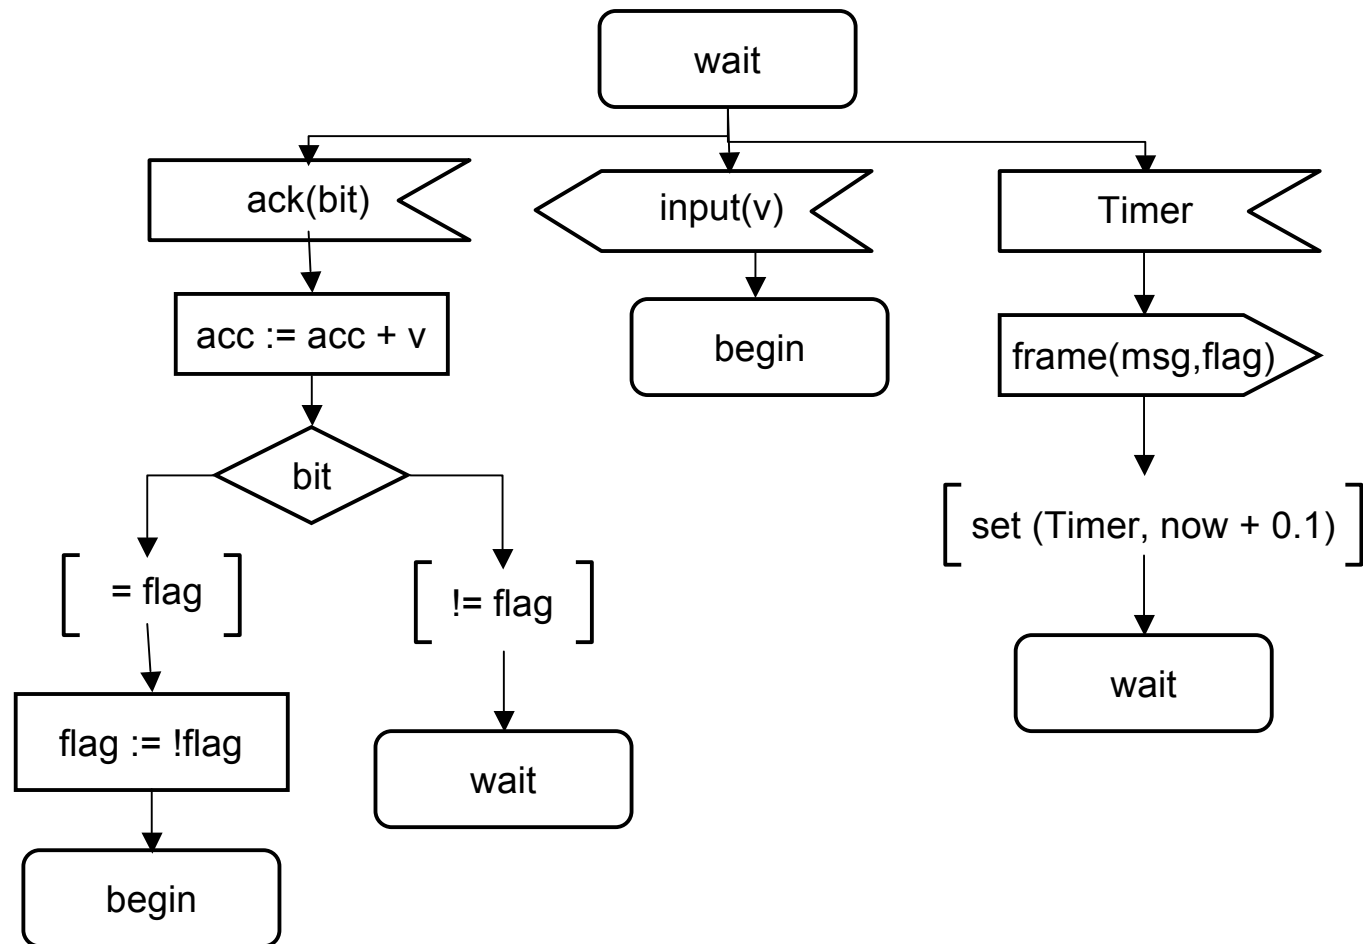 wait
ack(bit)
input(v)
Timer
acc := acc + v
begin
frame(msg,flag)
bit
set (Timer, now + 0.1)
= flag
!= flag
wait
flag := !flag
wait
begin